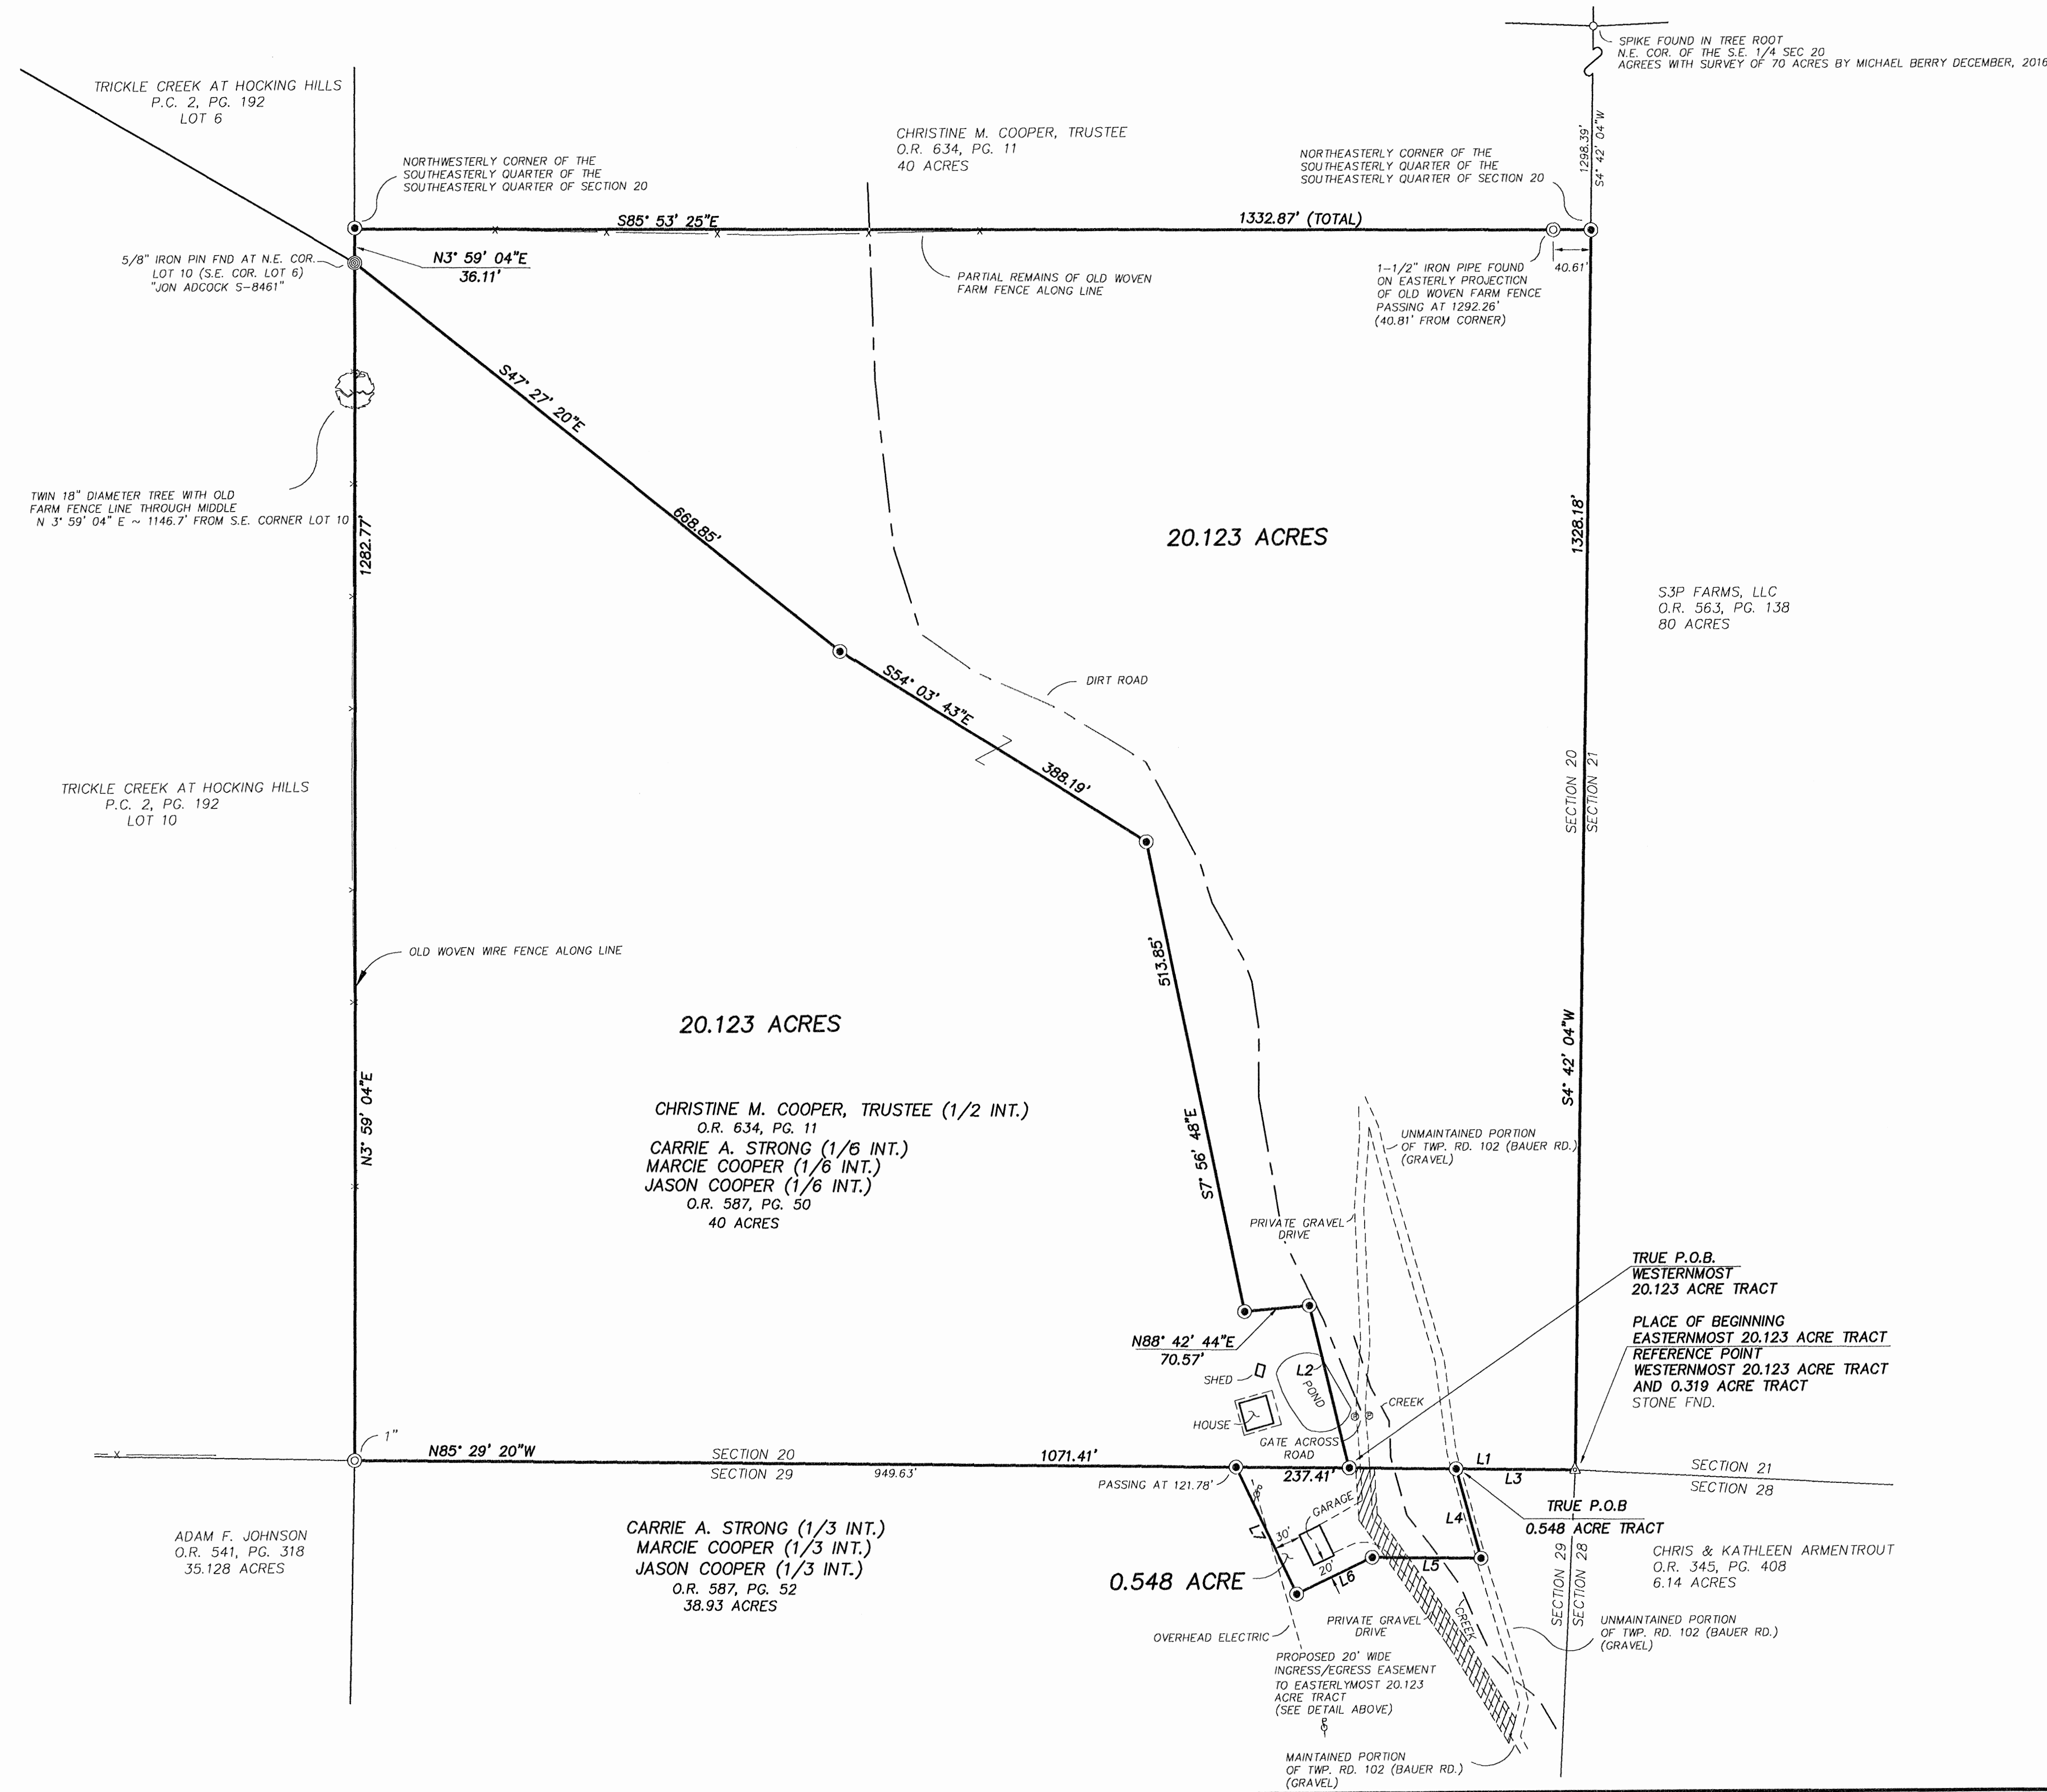 SPIKE FOUND IN TREE ROOT
N.E. COR. OF THE S.E. 1/4 SEC 20
AGREES WITH SURVEY OF 70 ACRES BY MICHAEL BERRY DECEMBER, 2016
TRICKLE CREEK AT HOCKING HILLS
P.C. 2, PG. 192
LOT 6
CHRISTINE M. COOPER, TRUSTEE
O.R. 634, PG. 11
40 ACRES
1298.39'
S4° 42' 04"W
NORTHWESTERLY CORNER OF THE
SOUTHEASTERLY QUARTER OF THE
SOUTHEASTERLY QUARTER OF SECTION 20
NORTHEASTERLY CORNER OF THE
SOUTHEASTERLY QUARTER OF THE
SOUTHEASTERLY QUARTER OF SECTION 20
S85° 53' 25"E
1332.87' (TOTAL)
5/8" IRON PIN FND AT N.E. COR.
LOT 10 (S.E. COR. LOT 6)
"JON ADCOCK S-8461"
N3° 59' 04"E
36.11'
PARTIAL REMAINS OF OLD WOVEN
FARM FENCE ALONG LINE
1-1/2" IRON PIPE FOUND
ON EASTERLY PROJECTION
OF OLD WOVEN FARM FENCE
PASSING AT 1292.26'
(40.81' FROM CORNER)
40.61'
S47° 27' 20"E
668.85'
TWIN 18" DIAMETER TREE WITH OLD
FARM FENCE LINE THROUGH MIDDLE
N 3° 59' 04" E ~ 1146.7' FROM S.E. CORNER LOT 10
1282.77'
20.123 ACRES
1328.18'
S3P FARMS, LLC
O.R. 563, PG. 138
80 ACRES
S54° 03' 43"E
388.19'
DIRT ROAD
SECTION 20
SECTION 21
TRICKLE CREEK AT HOCKING HILLS
P.C. 2, PG. 192
LOT 10
OLD WOVEN WIRE FENCE ALONG LINE
513.85'
S7° 56' 48"E
20.123 ACRES
S4° 42' 04"W
N3° 59' 04"E
CHRISTINE M. COOPER, TRUSTEE (1/2 INT.)
O.R. 634, PG. 11
CARRIE A. STRONG (1/6 INT.)
MARCIE COOPER (1/6 INT.)
JASON COOPER (1/6 INT.)
O.R. 587, PG. 50
40 ACRES
UNMAINTAINED PORTION
OF TWP. RD. 102 (BAUER RD.)
(GRAVEL)
PRIVATE GRAVEL
DRIVE
TRUE P.O.B.
WESTERNMOST
20.123 ACRE TRACT
PLACE OF BEGINNING
EASTERNMOST 20.123 ACRE TRACT
REFERENCE POINT
WESTERNMOST 20.123 ACRE TRACT
AND 0.319 ACRE TRACT
STONE FND.
N88° 42' 44"E
70.57'
SHED
HOUSE
POND
L2
CREEK
GATE ACROSS
ROAD
1"
N85° 29' 20"W
SECTION 20
SECTION 29
949.63'
1071.41'
PASSING AT 121.78'
237.41'
L1
L3
SECTION 21
SECTION 28
TRUE P.O.B
0.548 ACRE TRACT
ADAM F. JOHNSON
O.R. 541, PG. 318
35.128 ACRES
CARRIE A. STRONG (1/3 INT.)
MARCIE COOPER (1/3 INT.)
JASON COOPER (1/3 INT.)
O.R. 587, PG. 52
38.93 ACRES
GARAGE
30'
20'
L4
L5
L6
L7
0.548 ACRE
SECTION 29
SECTION 28
CHRIS & KATHLEEN ARMENTROUT
O.R. 345, PG. 408
6.14 ACRES
OVERHEAD ELECTRIC
PRIVATE GRAVEL
DRIVE
CREEK
UNMAINTAINED PORTION
OF TWP. RD. 102 (BAUER RD.)
(GRAVEL)
PROPOSED 20' WIDE
INGRESS/EGRESS EASEMENT
TO EASTERLYMOST 20.123
ACRE TRACT
(SEE DETAIL ABOVE)
MAINTAINED PORTION
OF TWP. RD. 102 (BAUER RD.)
(GRAVEL)